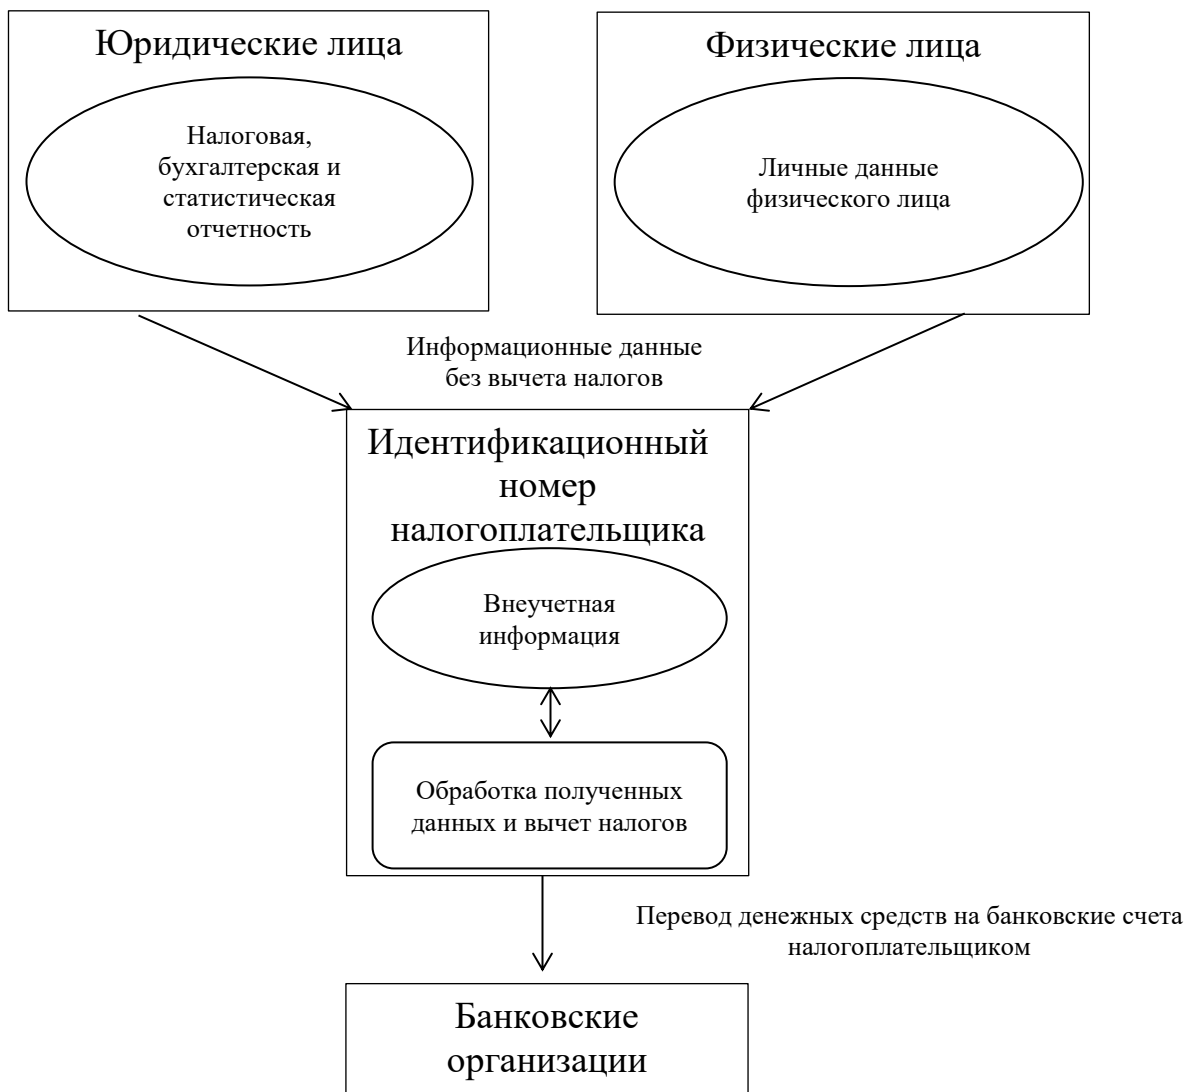 Юридические лица
Физические лица
Налоговая,
бухгалтерская и
статистическая
отчетность
Личные данные
физического лица
Информационные данные
без вычета налогов
Идентификационный
номер
налогоплательщика
Внеучетная
информация
Обработка полученных
данных и вычет налогов
Перевод денежных средств на банковские счета
налогоплательщиком
Банковские
организации